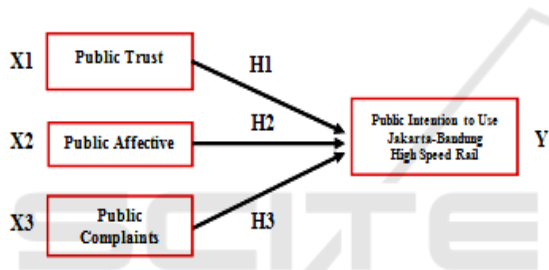 X1
Public Trust
H1
X2
Public Affective
H2
Public Intention to Use
Jakarta-Bandung
High Speed Rail
Y
X3
Public
Complaints
H3
SCITE